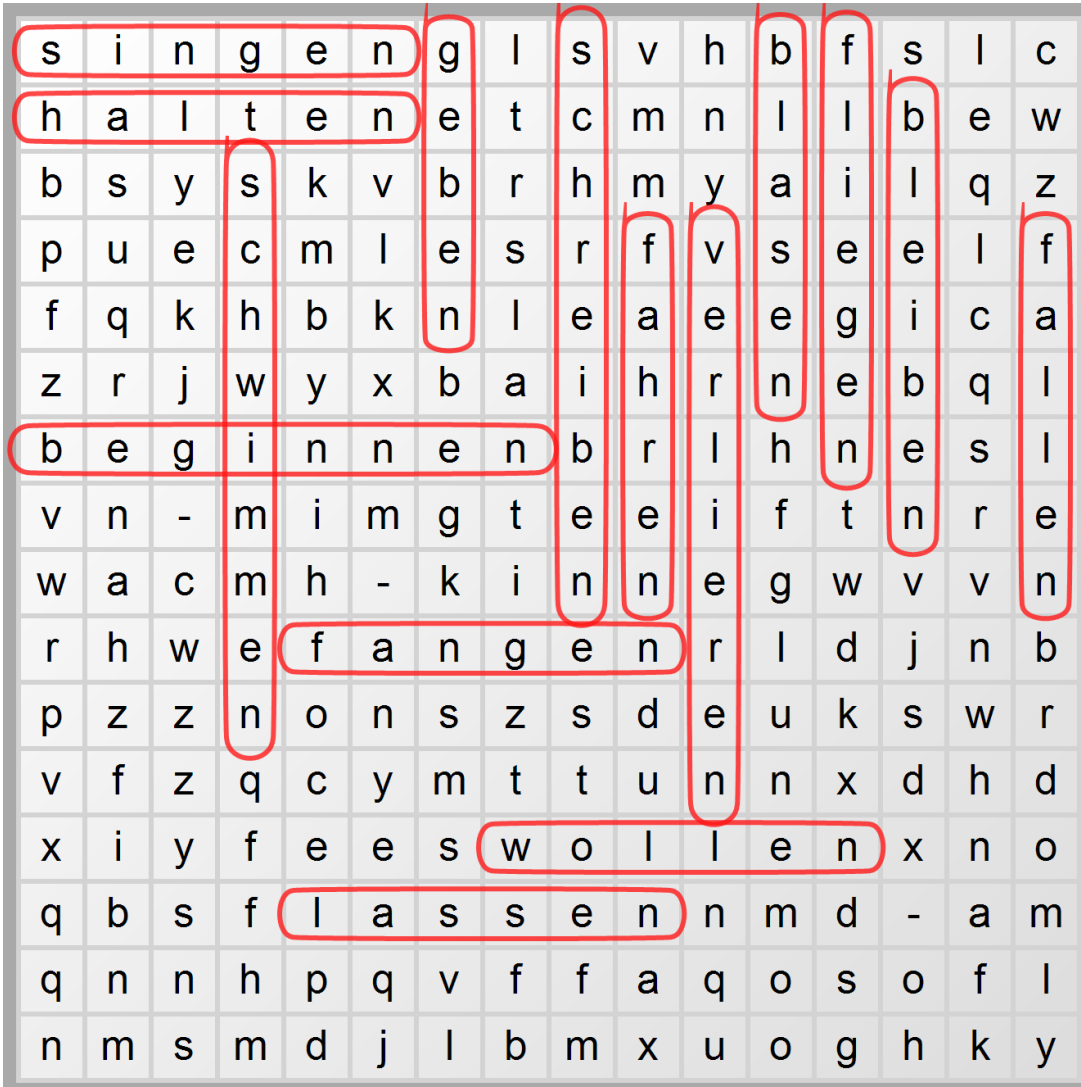 s i n g e n g l s v h b f s l c
h a l t e n e t c m n l l b e w
b s y s k v b r h m y a i l q z
p u e c m l e s r f v s e e l f
f q k h b k n l e a e e g i c a
z r j w y x b a i h r n e b q l
b e g i n n e n b r l h n e s l
v n - m i m g t e e i f t n r e
w a c m h - k i n n e g w v v n
r h w e f a n g e n r l d j n b
p z z n o n s z s d e u k s w r
v f z q c y m t t u n n x d h d
x i y f e e s w o l l e n x n o
q b s f l a s s e n n m d - a m
q n n h p q v f f a q o s o f l
n m s m d j l b m x u o g h k y